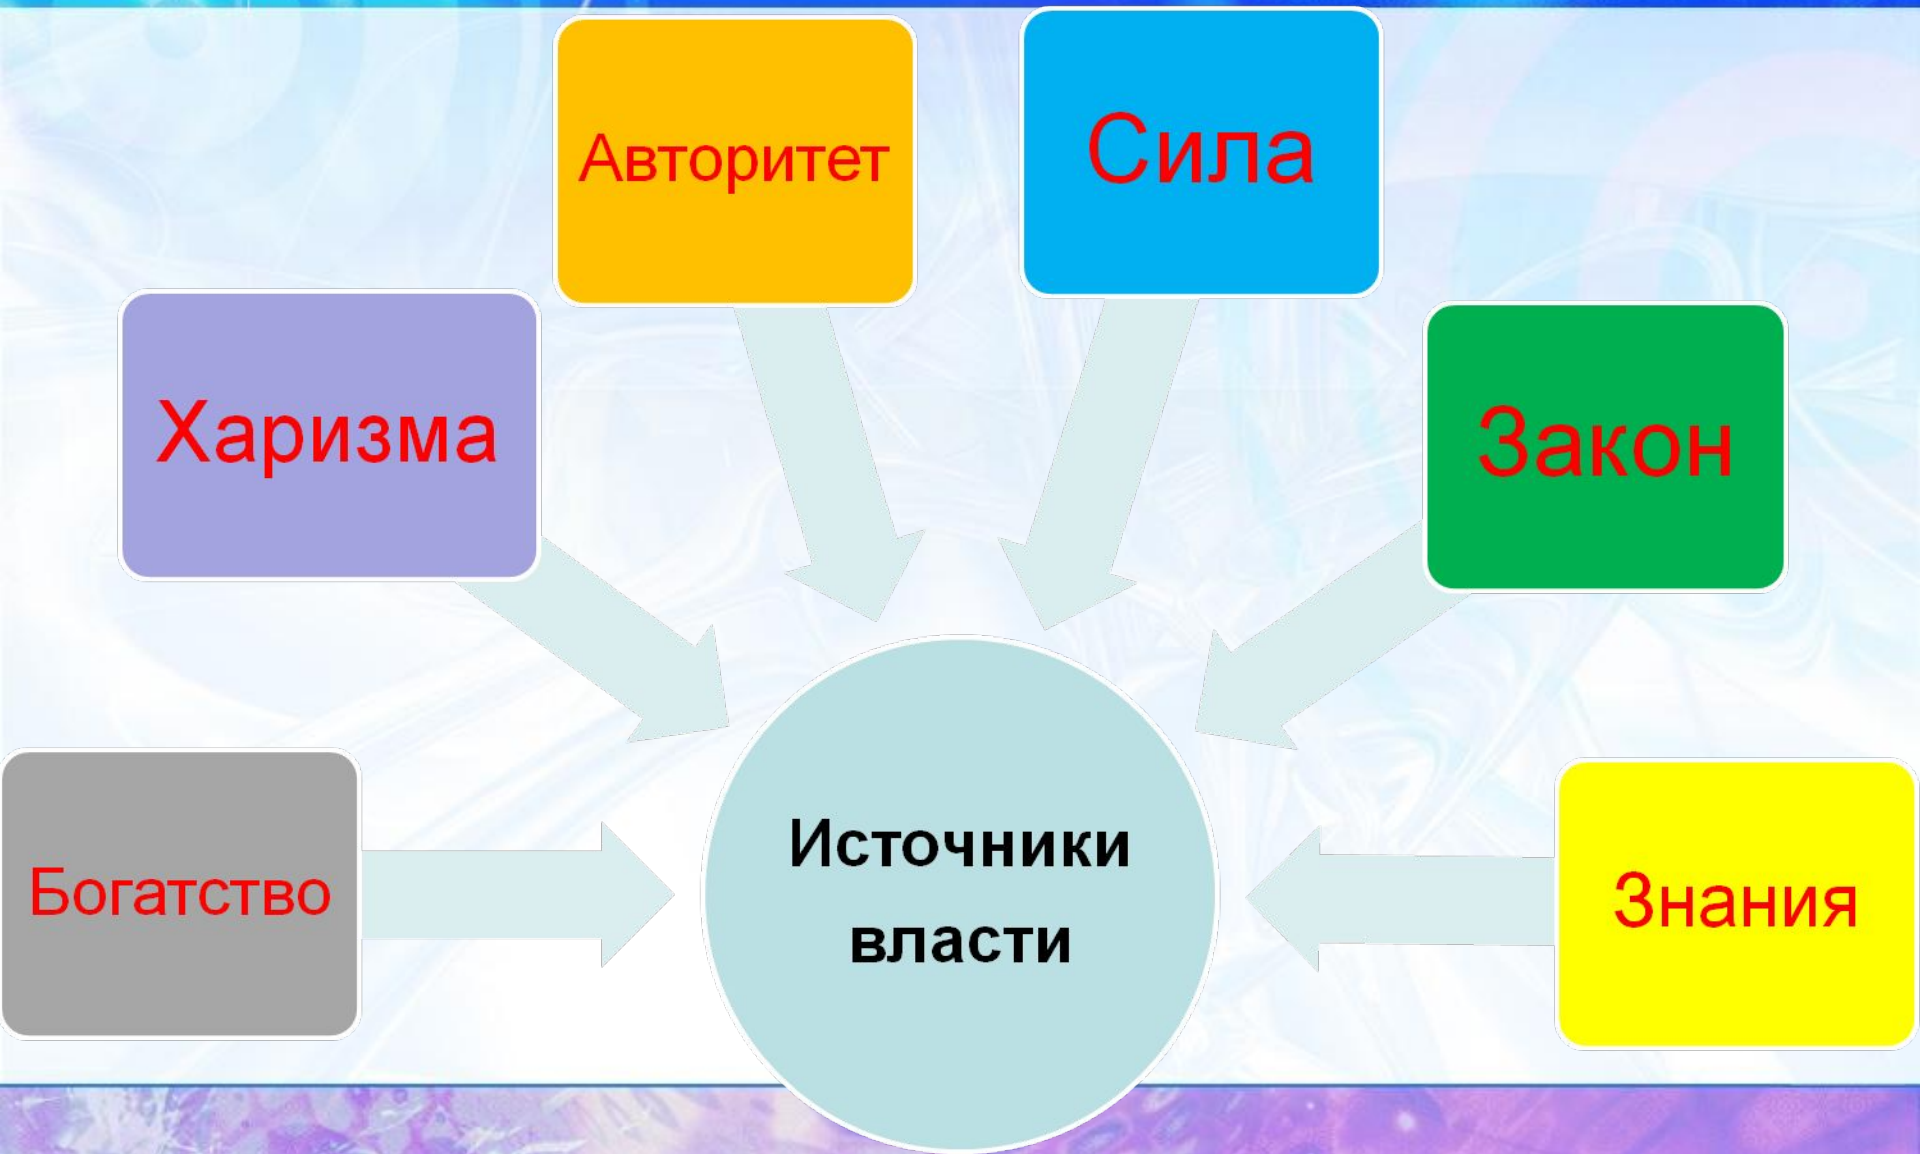 Авторитет
Сила
Харизма
Закон
Богатство
Источники
власти
Знания